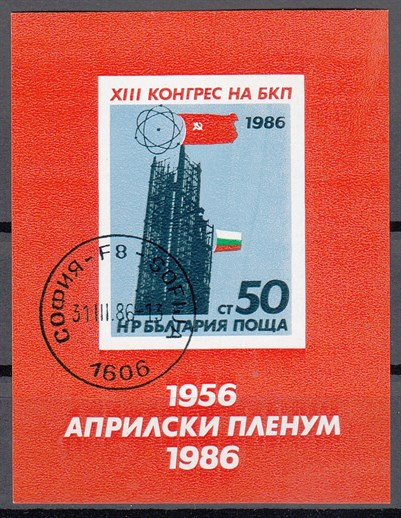 XIII КОНГРЕС НА БКП
1986
СТ 50
НР БЪЛГАРИЯ ПОЩА
СОФИЯ - F8 - SOFIA
31 III. 86-13
1606
1956
АПРИЛСКИ ПЛЕНУМ
1986